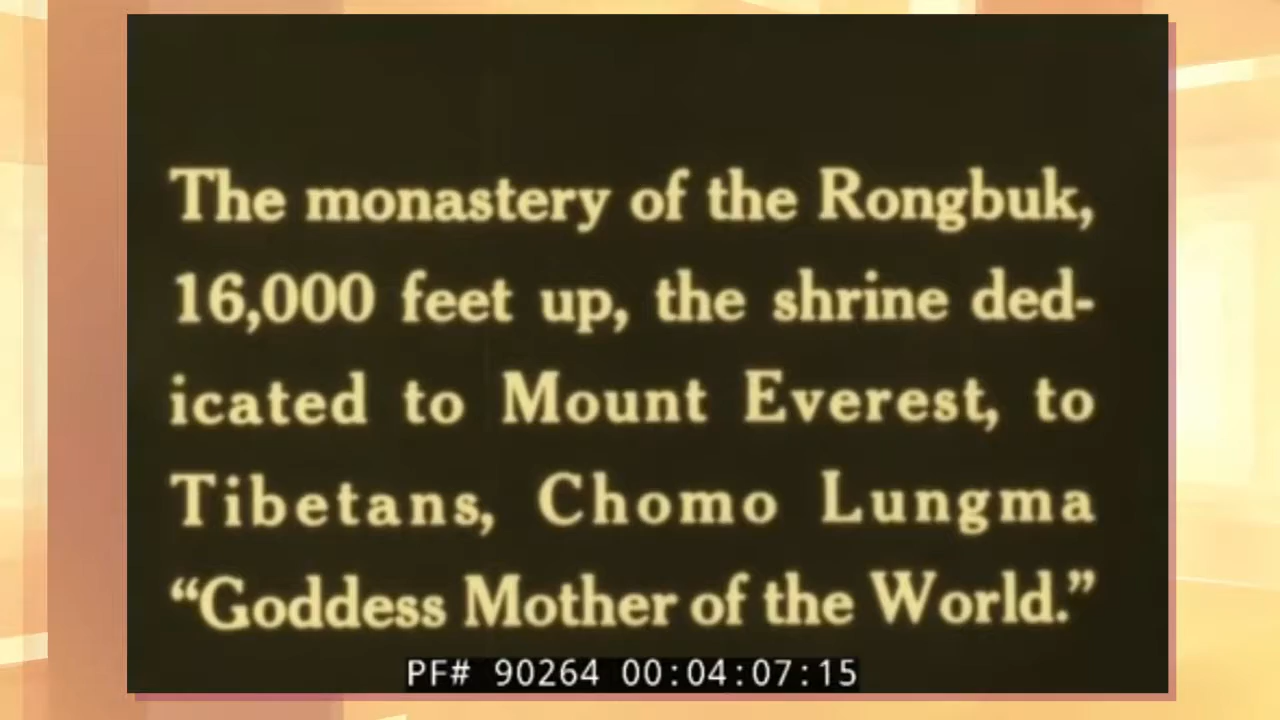 The monastery of the Rongbuk,
16,000 feet up, the shrine ded-
icated to Mount Everest, to
Tibetans, Chomo Lungma
“Goddess Mother of the World.”
PF# 90264 00:04:07:15